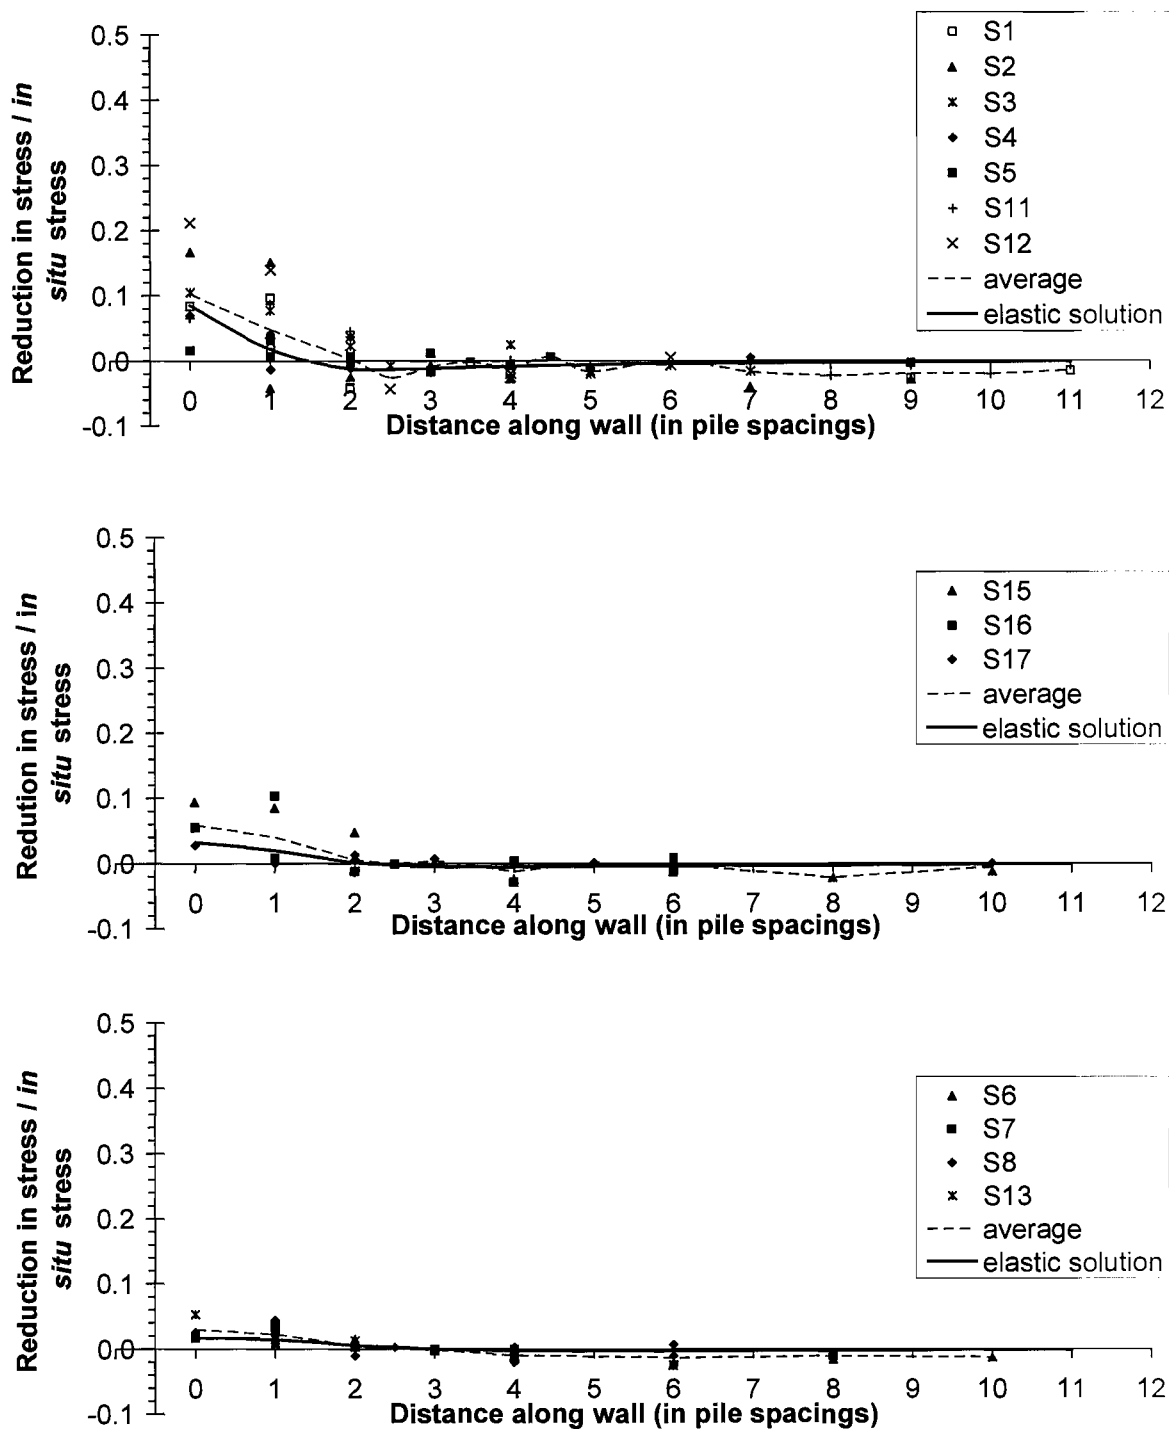 Reduction in stress / in
situ stress
0.5
0.4
0.3
0.2
0.1
0.0
-0.1
0 1 2 3 4 5 6 7 8 9 10 11 12
Distance along wall (in pile spacings)
S1
S2
S3
S4
S5
S11
S12
average
elastic solution
Redution in stress / in
situ stress
0.5
0.4
0.3
0.2
0.1
0.0
-0.1
0 1 2 3 4 5 6 7 8 9 10 11 12
Distance along wall (in pile spacings)
S15
S16
S17
average
elastic solution
Reduction in stress / in
situ stress
0.5
0.4
0.3
0.2
0.1
0.0
-0.1
0 1 2 3 4 5 6 7 8 9 10 11 12
Distance along wall (in pile spacings)
S6
S7
S8
S13
average
elastic solution